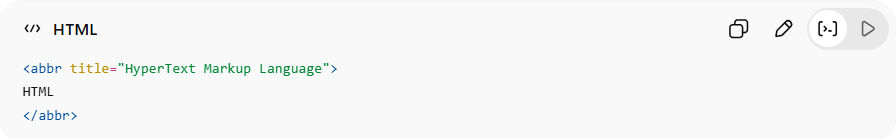 HTML
<abbr title="HyperText Markup Language">
HTML
</abbr>